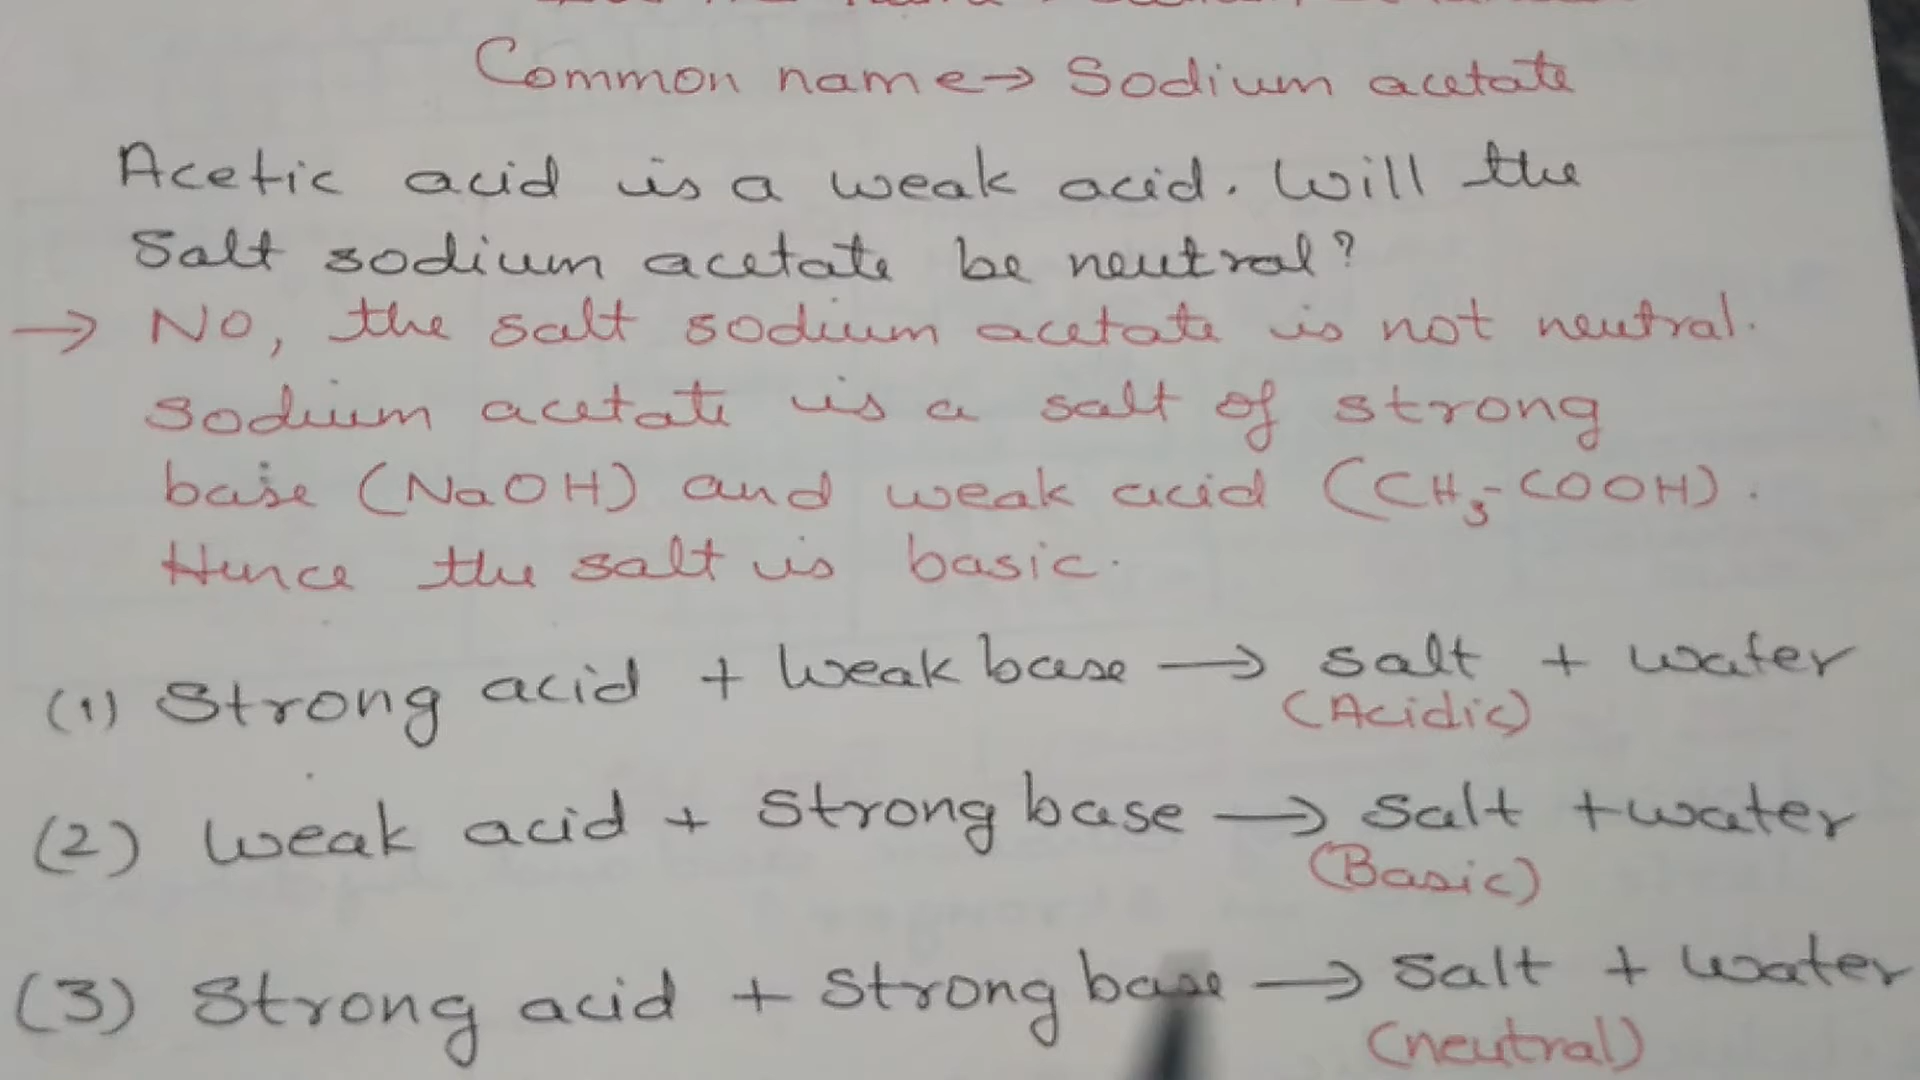 Common name → Sodium acetate
Acetic acid is a weak acid. Will the
Salt sodium acetate be neutral?
→ No, the salt sodium acetate is not neutral.
Sodium acetate is a salt of strong
base (NaOH) and weak acid (CH₃-COOH).
Hence the salt is basic.
(1) Strong acid + Weak base → Salt + water
(Acidic)
(2) Weak acid + Strong base → Salt + water
(Basic)
(3) Strong acid + Strong base → Salt + water
(neutral)